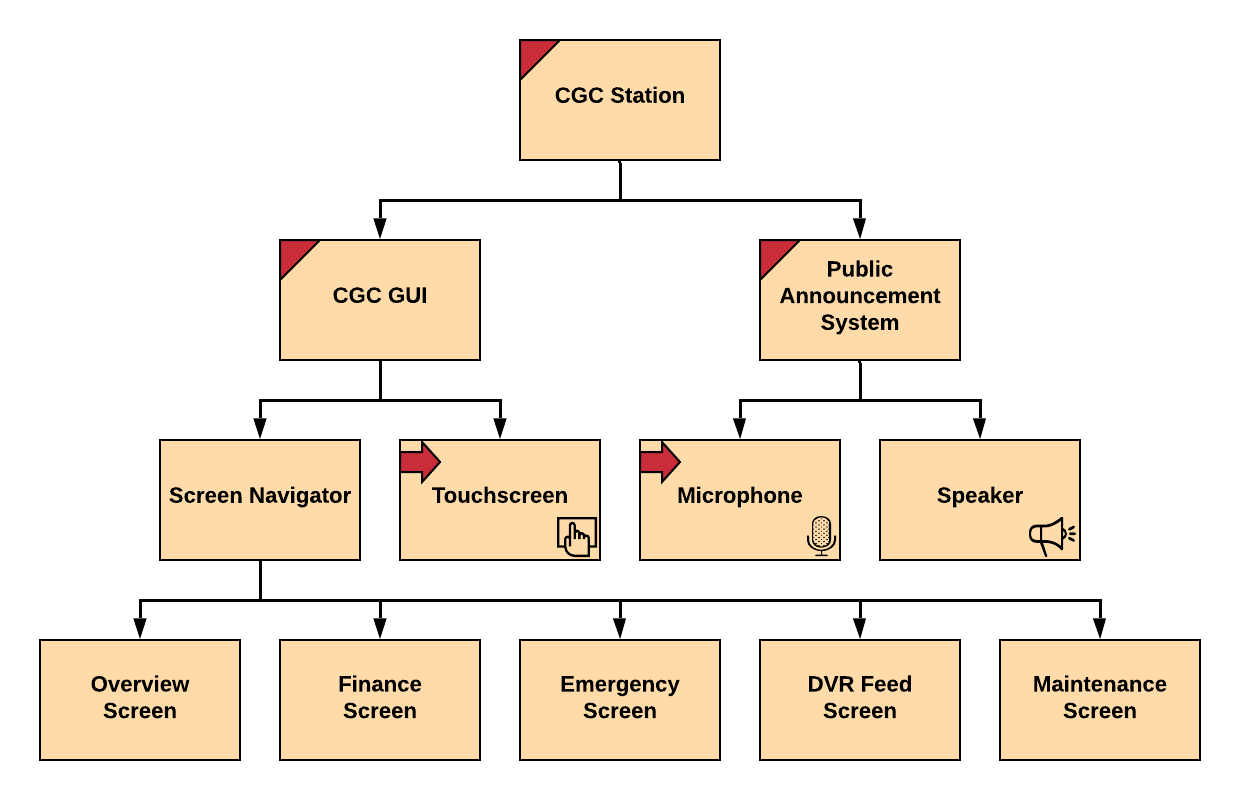 CGC Station
CGC GUI
Public
Announcement
System
Screen Navigator
Touchscreen
Microphone
Speaker
Overview
Screen
Finance
Screen
Emergency
Screen
DVR Feed
Screen
Maintenance
Screen